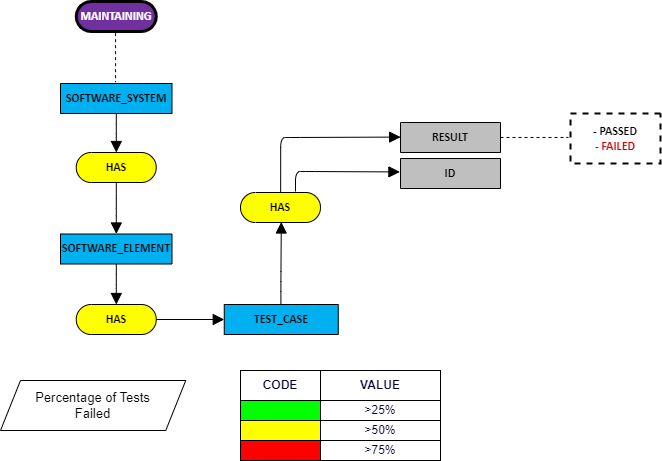 MAINTAINING
SOFTWARE_SYSTEM
HAS
SOFTWARE_ELEMENT
HAS
TEST_CASE
HAS
RESULT
ID
- PASSED
- FAILED
Percentage of Tests
Failed
CODE VALUE
>25%
>50%
>75%